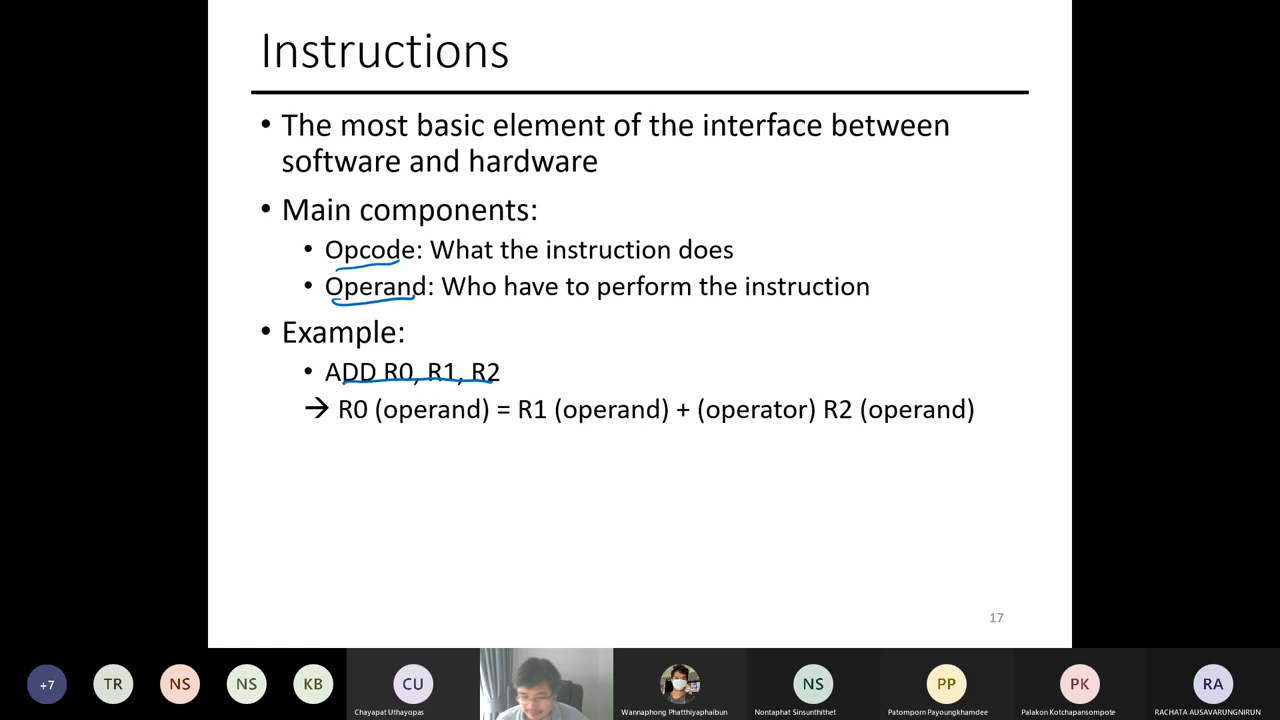 Instructions
• The most basic element of the interface between
software and hardware
• Main components:
• Opcode: What the instruction does
• Operand: Who have to perform the instruction
• Example:
• ADD R0, R1, R2
→ R0 (operand) = R1 (operand) + (operator) R2 (operand)
17
+7 TR NS NS KB CU NS PP PK RA
Chayapat Uthayopas Wannaphong Phatthiyaphaibun Nontaphat Sinsunthithet Patomporn Payoungkhamdee Palakon Kotchapansompote RACHATA AUSAVARUNGNIRUN